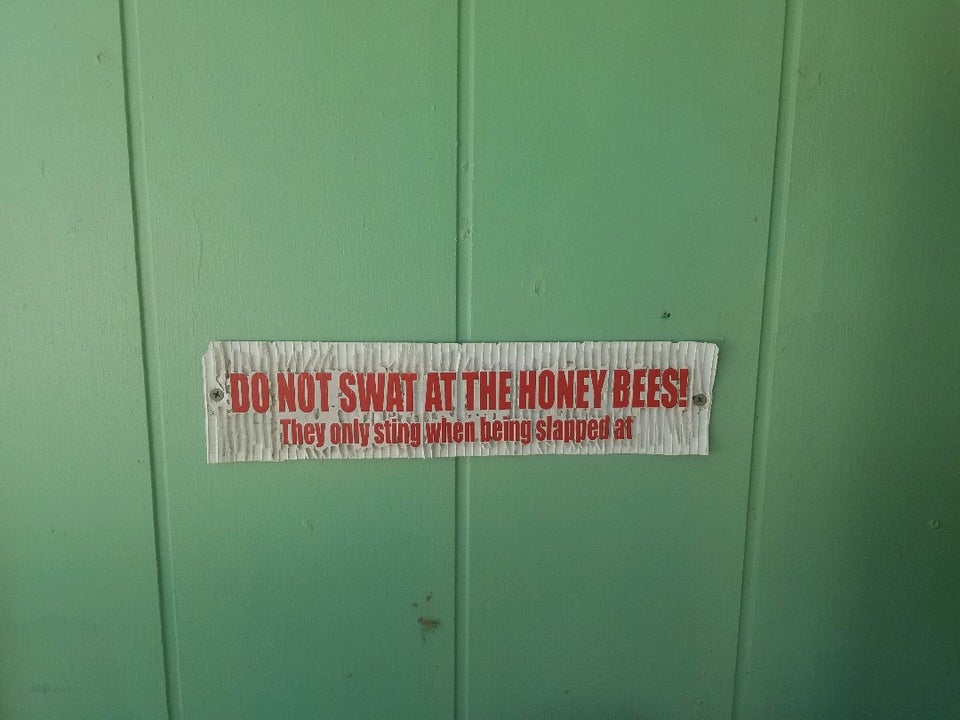 DO NOT SWAT AT THE HONEY BEES!
They only sting when being slapped at